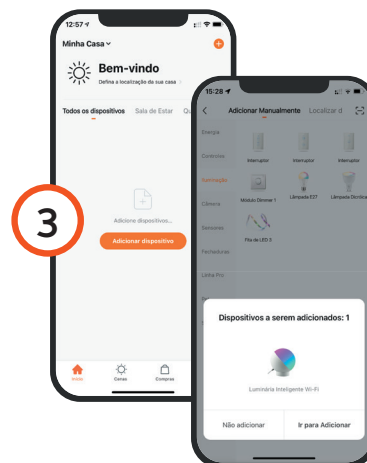 12:57
Minha Casa
Bem-vindo
Defina a localização da sua casa
Todos os dispositivos Sala de Estar
Adicione dispositivos...
Adicionar dispositivo
Início Cenas Compras
3
15:28
Adicionar Manualmente Localizar d
Energia
Controles
Iluminação
Câmera
Sensores
Fechaduras
Linha Pro
Interruptor Interruptor Interruptor
Módulo Dimmer 1 Lâmpada E27 Lâmpada Dicróica
Fita de LED 3
Dispositivos a serem adicionados: 1
Luminária Inteligente Wi-Fi
Não adicionar Ir para Adicionar